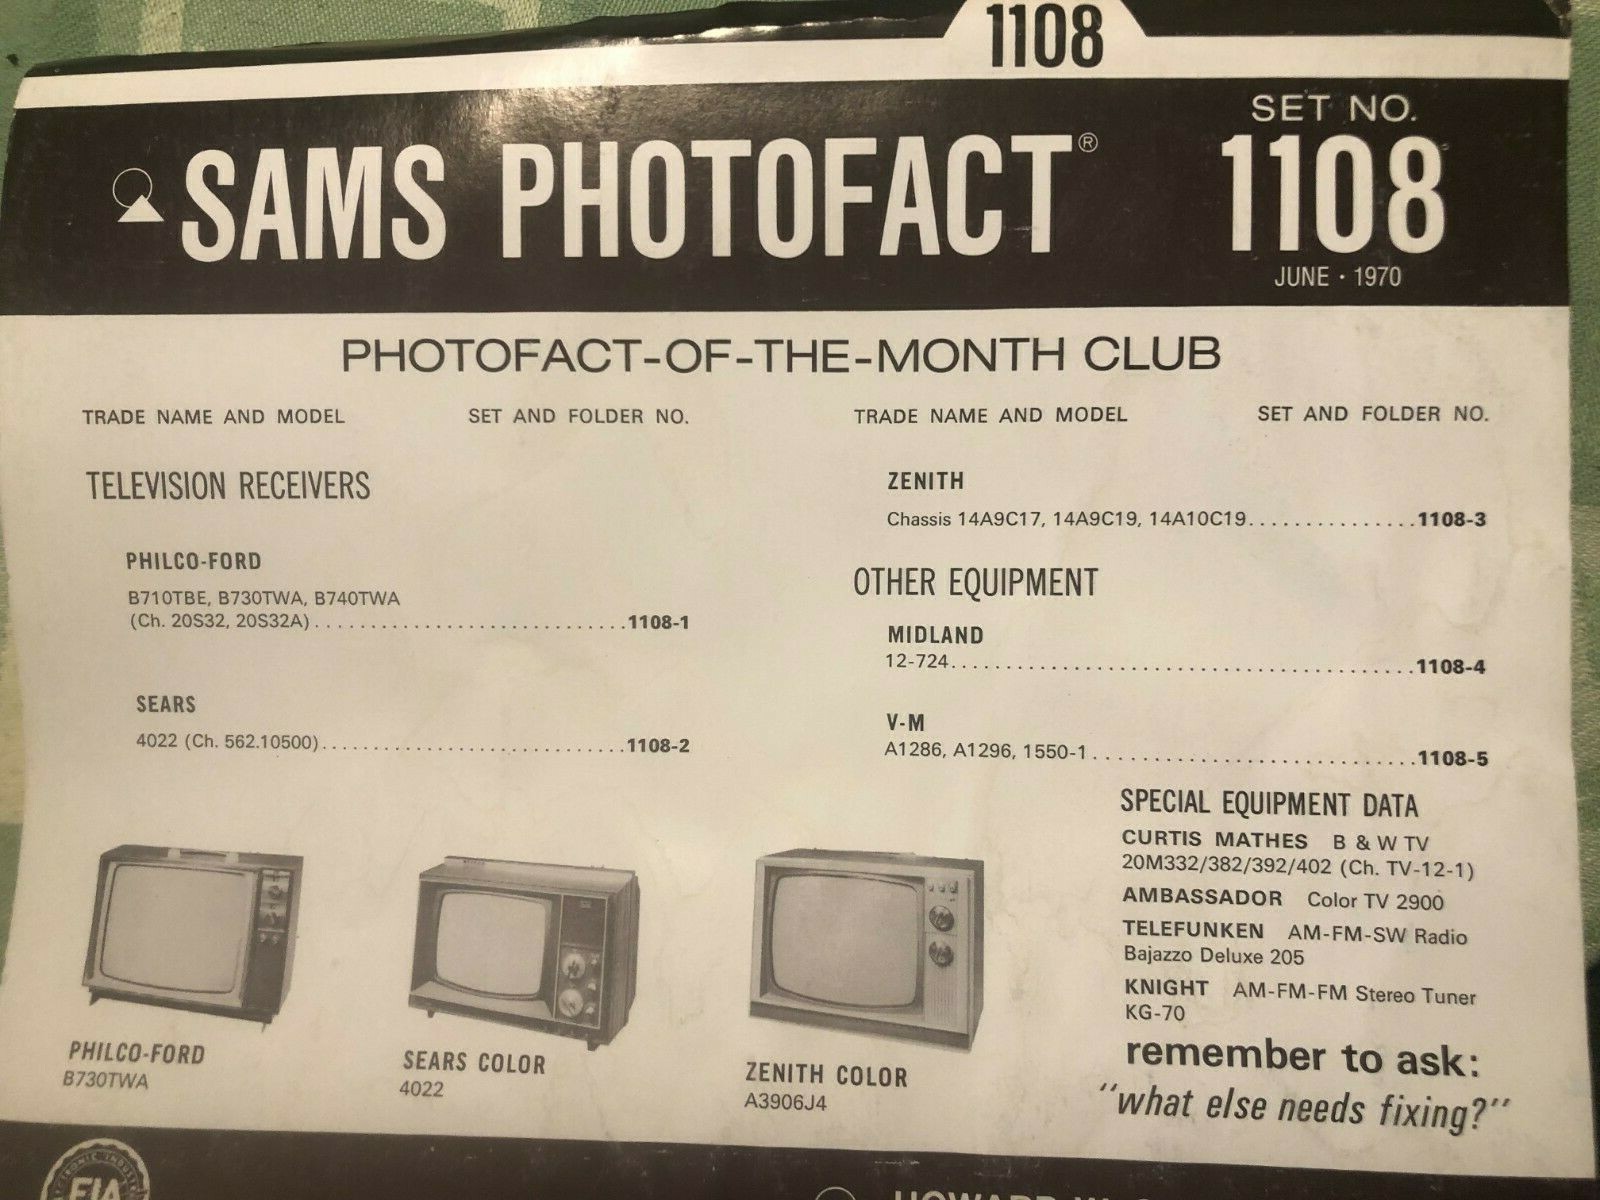 1108
SAMS PHOTOFACT®
SET NO.
1108
JUNE · 1970
PHOTOFACT-OF-THE-MONTH CLUB
TRADE NAME AND MODEL SET AND FOLDER NO.
TELEVISION RECEIVERS
PHILCO-FORD
B710TBE, B730TWA, B740TWA
(Ch. 20S32, 20S32A)............................1108-1
SEARS
4022 (Ch. 562.10500)............................1108-2
TRADE NAME AND MODEL SET AND FOLDER NO.
ZENITH
Chassis 14A9C17, 14A9C19, 14A10C19...............1108-3
OTHER EQUIPMENT
MIDLAND
12-724..........................................1108-4
V-M
A1286, A1296, 1550-1.............................1108-5
PHILCO-FORD
B730TWA
SEARS COLOR
4022
ZENITH COLOR
A3906J4
SPECIAL EQUIPMENT DATA
CURTIS MATHES B & W TV
20M332/382/392/402 (Ch. TV-12-1)
AMBASSADOR Color TV 2900
TELEFUNKEN AM-FM-SW Radio
Bajazzo Deluxe 205
KNIGHT AM-FM-FM Stereo Tuner
KG-70
remember to ask:
"what else needs fixing?"
EIA
HOWARD W.